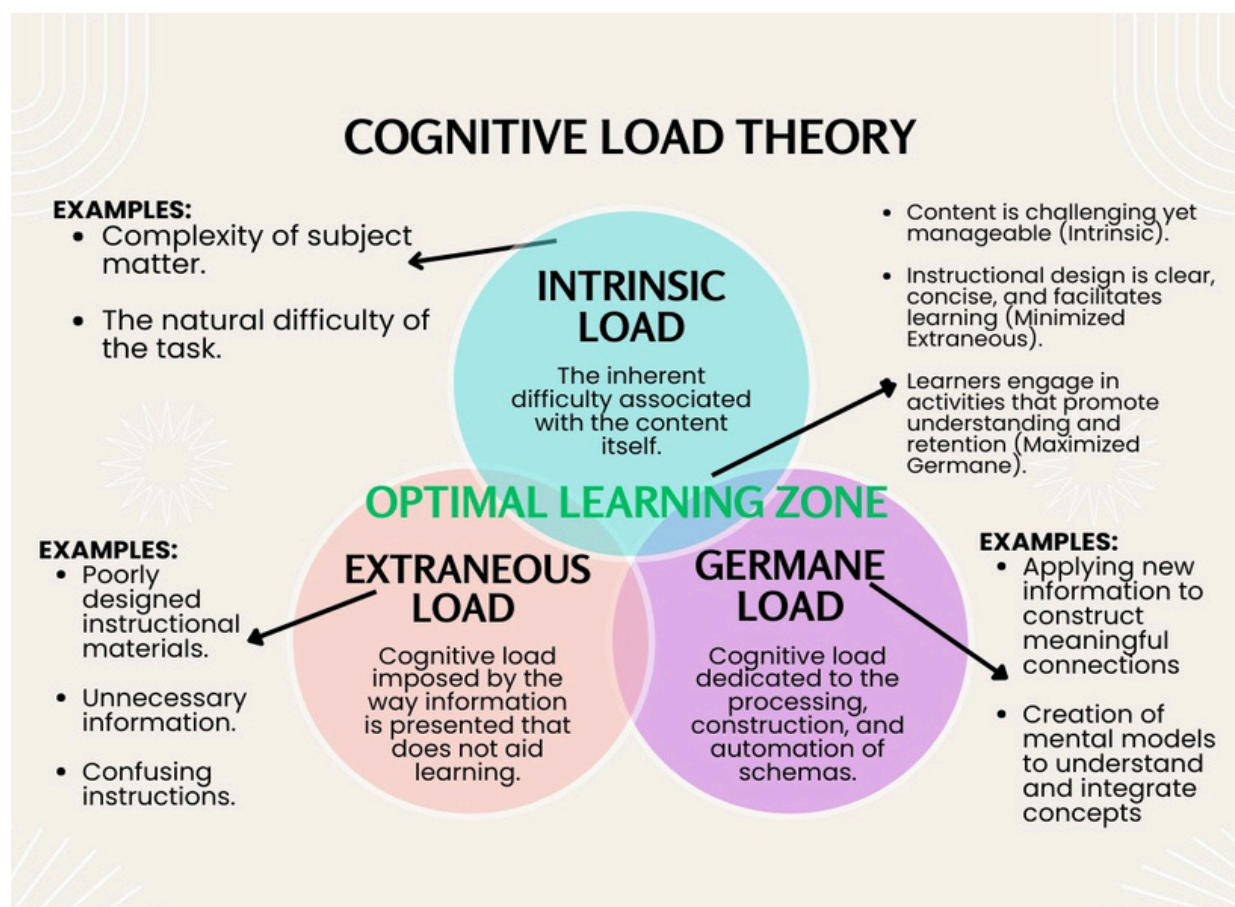 COGNITIVE LOAD THEORY
EXAMPLES:
• Complexity of subject
matter.
• The natural difficulty of
the task.
INTRINSIC
LOAD
The inherent
difficulty associated
with the content
itself.
• Content is challenging yet
manageable (Intrinsic).
• Instructional design is clear,
concise, and facilitates
learning (Minimized
Extraneous).
Learners engage in
activities that promote
understanding and
retention (Maximized
Germane).
OPTIMAL LEARNING ZONE
EXAMPLES:
• Poorly
designed
instructional
materials.
• Unnecessary
information.
• Confusing
instructions.
EXTRANEOUS
LOAD
Cognitive load
imposed by the
way information
is presented that
does not aid
learning.
GERMANE
LOAD
Cognitive load
dedicated to the
processing,
construction, and
automation of
schemas.
EXAMPLES:
• Applying new
information to
construct
meaningful
connections
• Creation of
mental models
to understand
and integrate
concepts